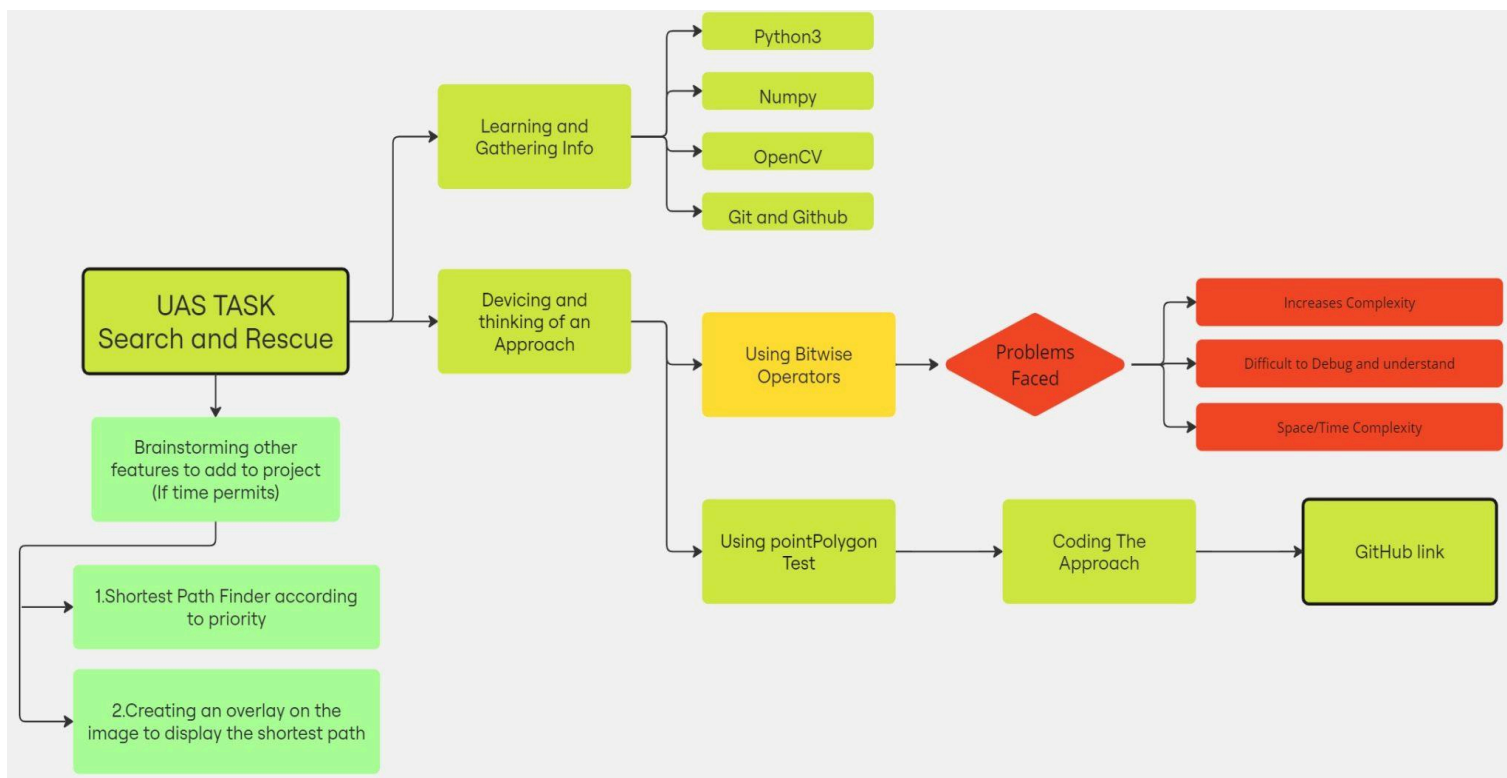 Python3
Numpy
OpenCV
Git and Github
Learning and
Gathering Info
UAS TASK
Search and Rescue
Devicing and
thinking of an
Approach
Using Bitwise
Operators
Problems
Faced
Increases Complexity
Difficult to Debug and understand
Space/Time Complexity
Using pointPolygon
Test
Coding The
Approach
GitHub link
Brainstorming other
features to add to project
(If time permits)
1.Shortest Path Finder according
to priority
2.Creating an overlay on the
image to display the shortest path